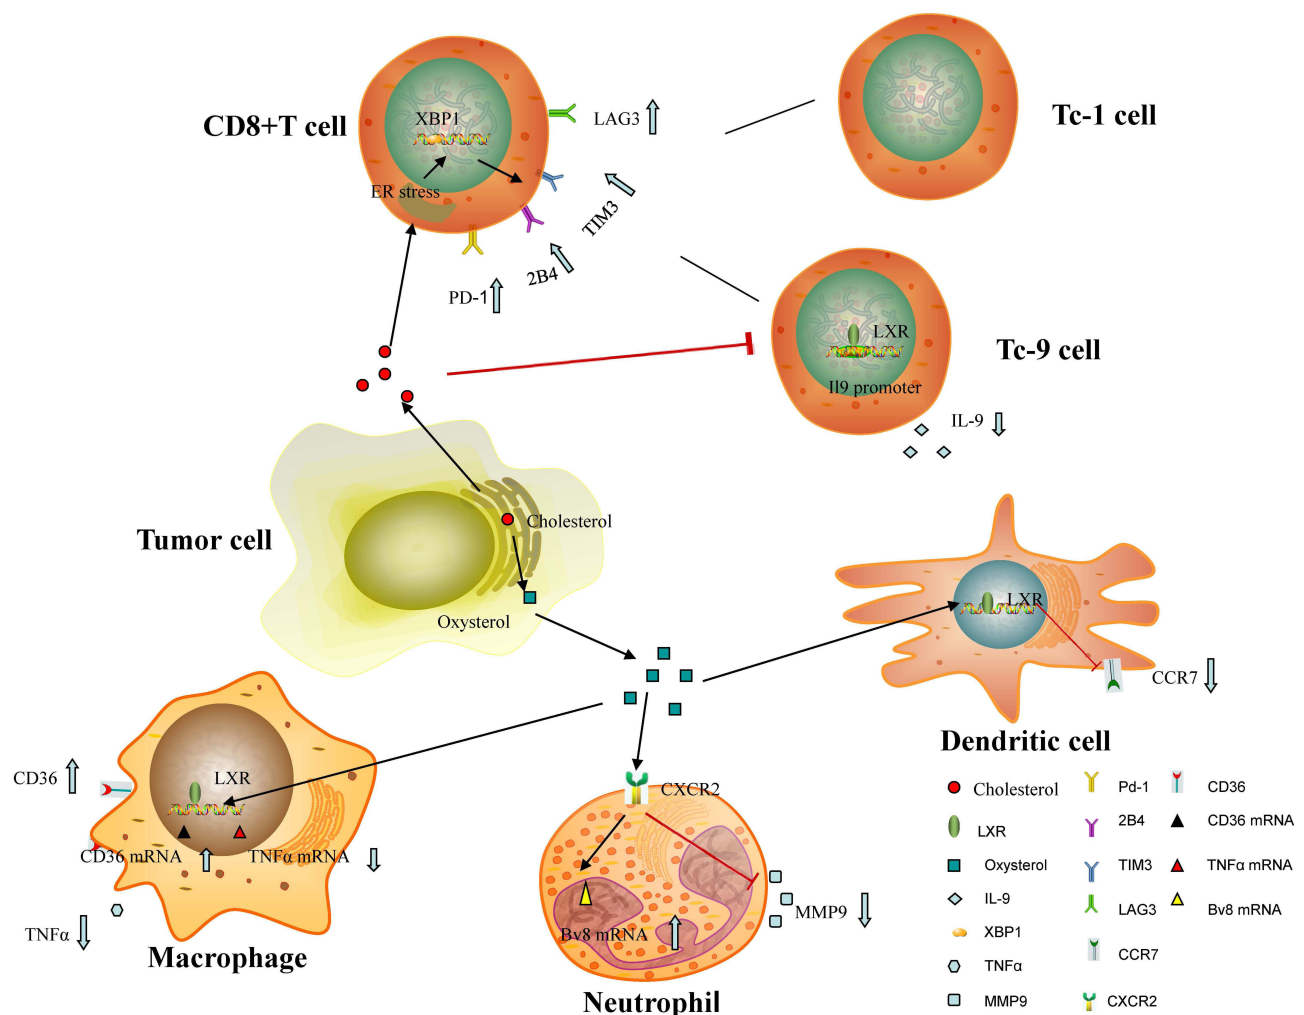 CD8+T cell
XBP1
ER stress
LAG3
TIM3
2B4
PD-1
Tc-1 cell
LXR
Il9 promoter
Tc-9 cell
IL-9
Tumor cell
Cholesterol
Oxysterol
LXR
CCR7
Dendritic cell
CD36
LXR
CD36 mRNA
TNFα mRNA
TNFα
Macrophage
CXCR2
Bv8 mRNA
MMP9
Neutrophil
Cholesterol
LXR
Oxysterol
IL-9
XBP1
TNFα
MMP9
Pd-1
2B4
TIM3
LAG3
CCR7
CXCR2
CD36
CD36 mRNA
TNFα mRNA
Bv8 mRNA